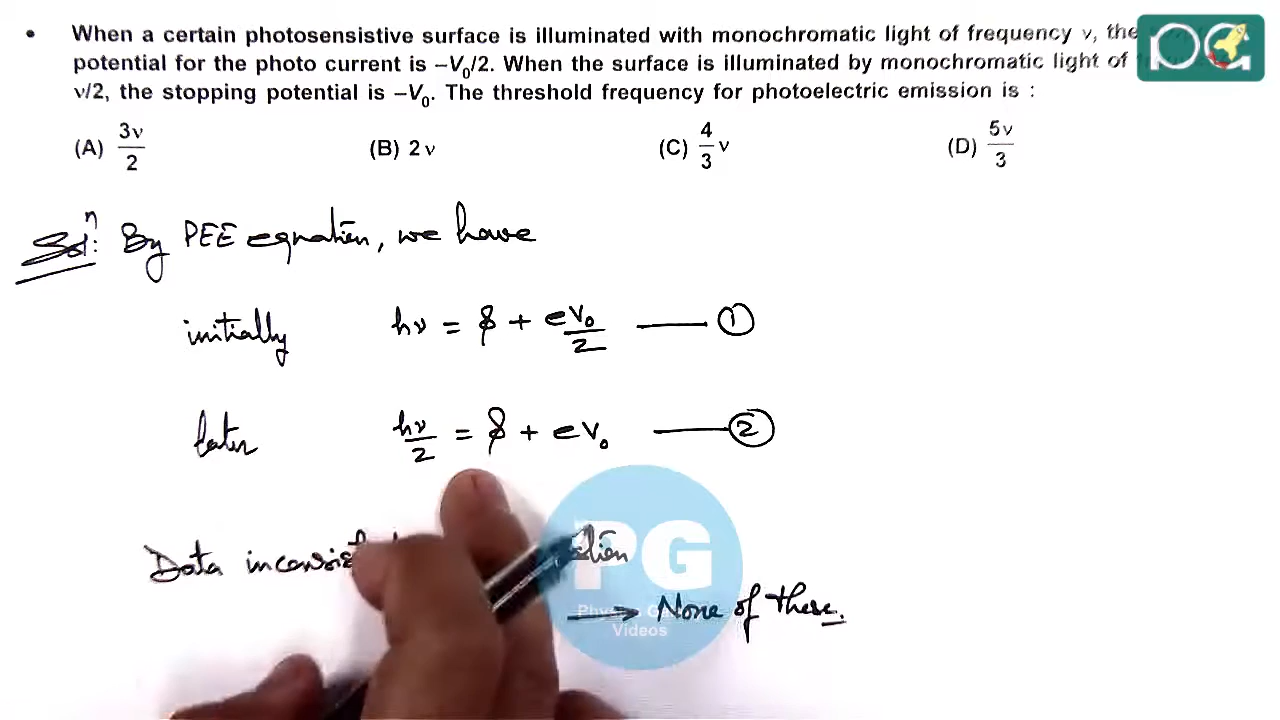 • When a certain photosensistive surface is illuminated with monochromatic light of frequency ν, the
potential for the photo current is –V₀/2. When the surface is illuminated by monochromatic light of
ν/2, the stopping potential is –V₀. The threshold frequency for photoelectric emission is :
(A) 3ν/2 (B) 2 ν (C) 4/3 ν (D) 5ν/3
Solⁿ: By PEE equation, we have
initially hν = ϕ + eV₀/2 —— ①
later hν/2 = ϕ + eV₀ —— ②
Data
→ None of these.
PG
Videos